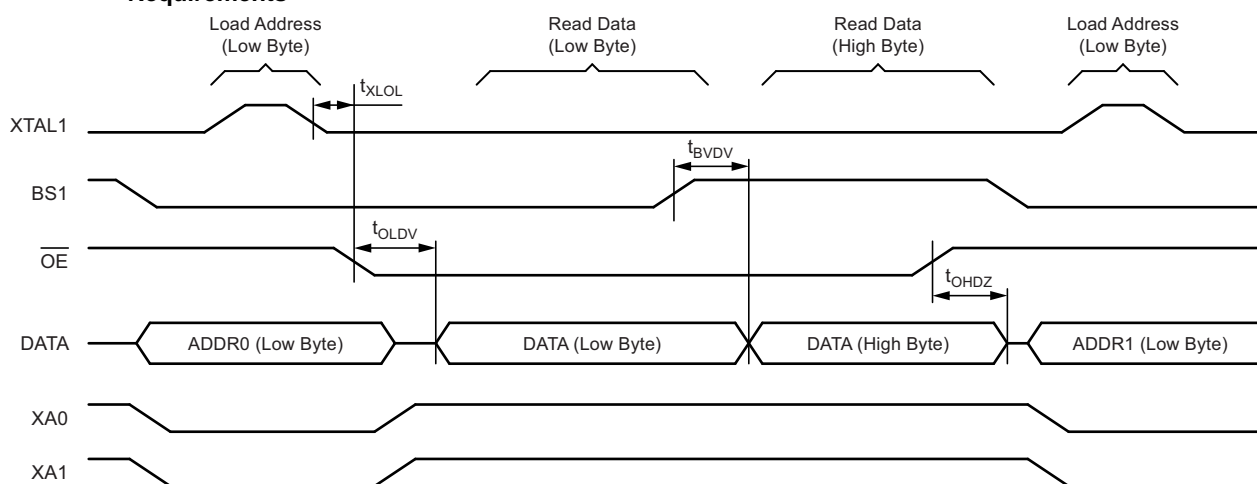 Requirements
Load Address Read Data Read Data Load Address
(Low Byte) (Low Byte) (High Byte) (Low Byte)
tXLOL
XTAL1
tBVDV
BS1
tOLDV
OE
tOHDZ
DATA ADDR0 (Low Byte) DATA (Low Byte) DATA (High Byte) ADDR1 (Low Byte)
XA0
XA1